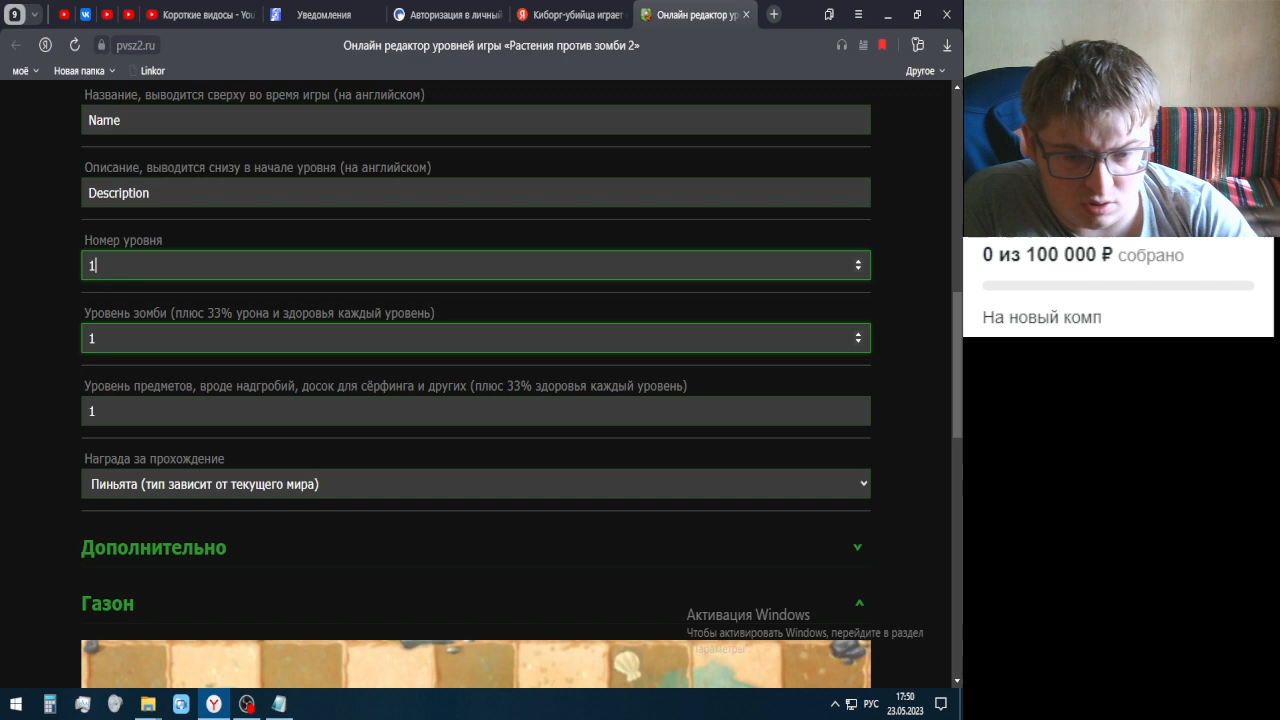 9
Короткие видосы - You
Уведомления
Авторизация в личный
Киборг-убийца играет
Онлайн редактор ур
pvsz2.ru
Онлайн редактор уровней игры «Растения против зомби 2»
моё
Новая папка
Linkor
Другое
Название, выводится сверху во время игры (на английском)
Name
Описание, выводится снизу в начале уровня (на английском)
Description
Номер уровня
1
Уровень зомби (плюс 33% урона и здоровья каждый уровень)
1
Уровень предметов, вроде надгробий, досок для сёрфинга и других (плюс 33% здоровья каждый уровень)
1
Награда за прохождение
Пиньята (тип зависит от текущего мира)
Дополнительно
Газон
Активация Windows
Чтобы активировать Windows, перейдите в раздел
"Параметры".
РУС
17:50
23.05.2023
0 из 100 000 ₽ собрано
На новый комп